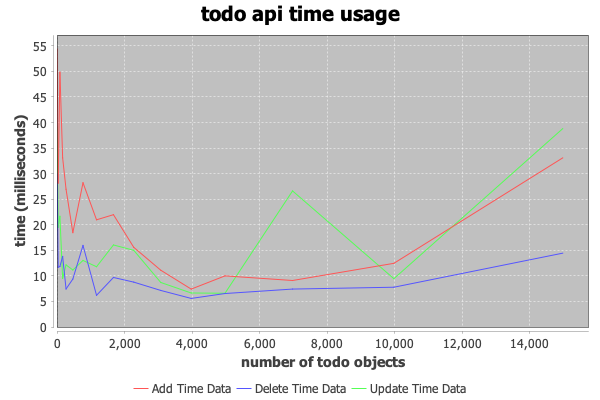 todo api time usage
time (milliseconds)
55
50
45
40
35
30
25
20
15
10
5
0
0 2,000 4,000 6,000 8,000 10,000 12,000 14,000
number of todo objects
Add Time Data Delete Time Data Update Time Data